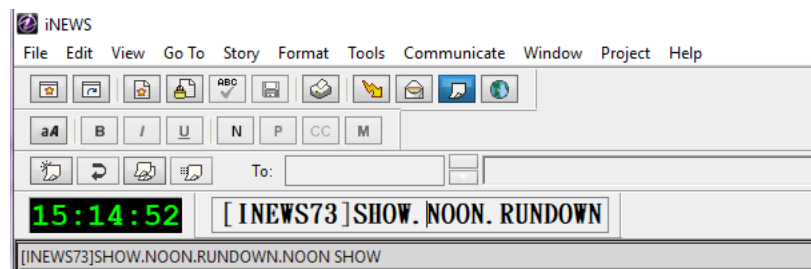 iNEWS
File Edit View Go To Story Format Tools Communicate Window Project Help
ABC
aA B I U N P CC M
To:
15:14:52 [INEWS73]SHOW.NOON.RUNDOWN
[INEWS73]SHOW.NOON.RUNDOWN.NOON SHOW